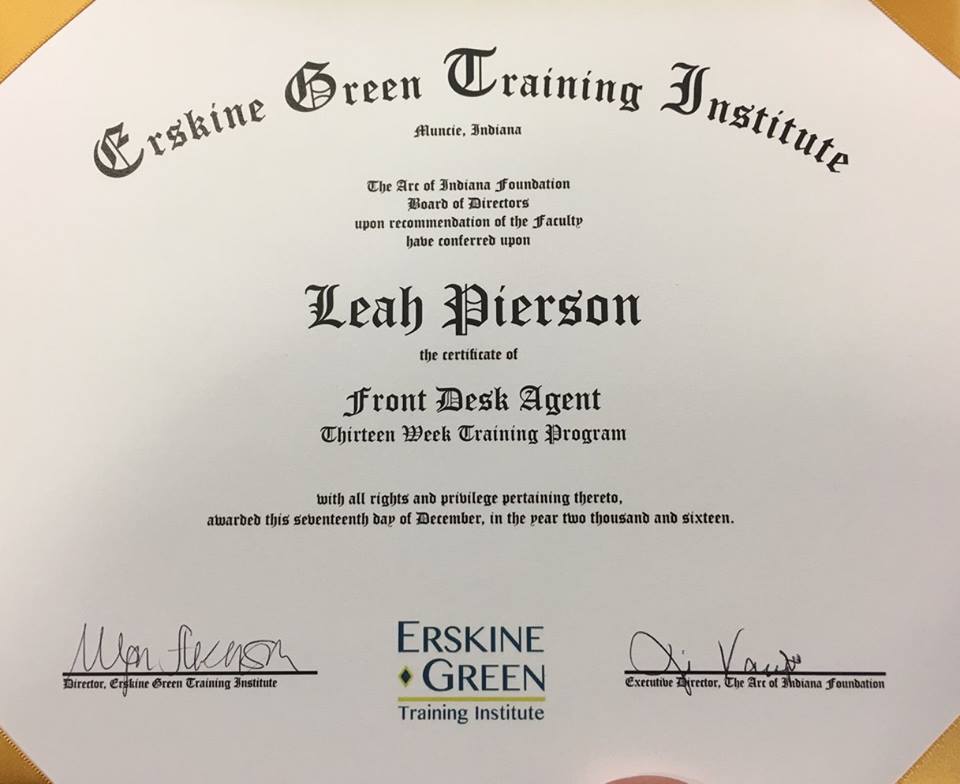 Erskine Green Training Institute
Muncie, Indiana
The Arc of Indiana Foundation
Board of Directors
upon recommendation of the Faculty
have conferred upon
Leah Pierson
the certificate of
Front Desk Agent
Thirteen Week Training Program
with all rights and privilege pertaining thereto,
awarded this seventeenth day of December, in the year two thousand and sixteen.
Director, Erskine Green Training Institute
ERSKINE
GREEN
Training Institute
Executive Director, The Arc of Indiana Foundation